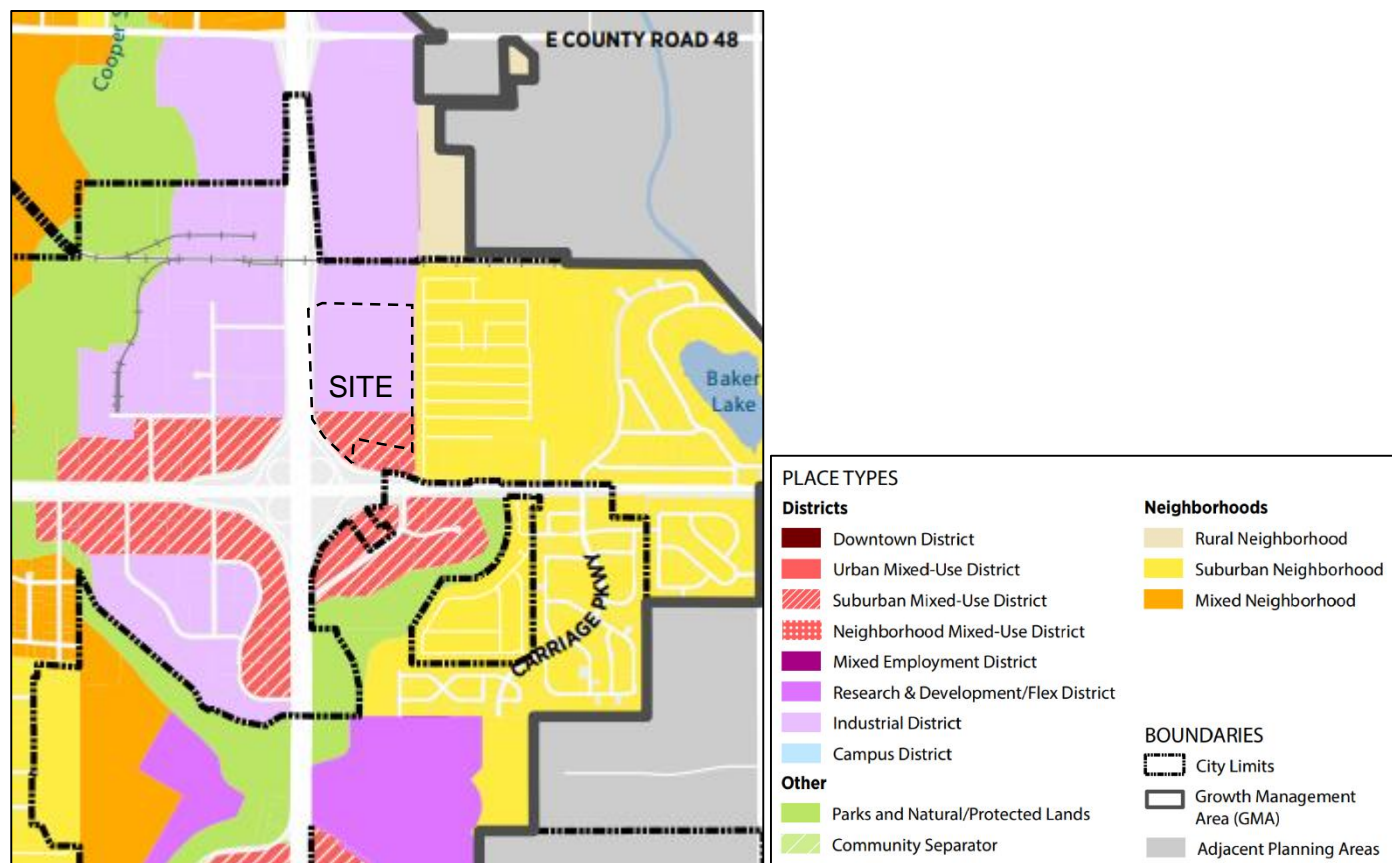 Cooper S
E COUNTY ROAD 48
SITE
Baker
Lake
CARRIAGE PKWY
PLACE TYPES
Districts
Downtown District
Urban Mixed-Use District
Suburban Mixed-Use District
Neighborhood Mixed-Use District
Mixed Employment District
Research & Development/Flex District
Industrial District
Campus District
Other
Parks and Natural/Protected Lands
Community Separator
Neighborhoods
Rural Neighborhood
Suburban Neighborhood
Mixed Neighborhood
BOUNDARIES
City Limits
Growth Management
Area (GMA)
Adjacent Planning Areas